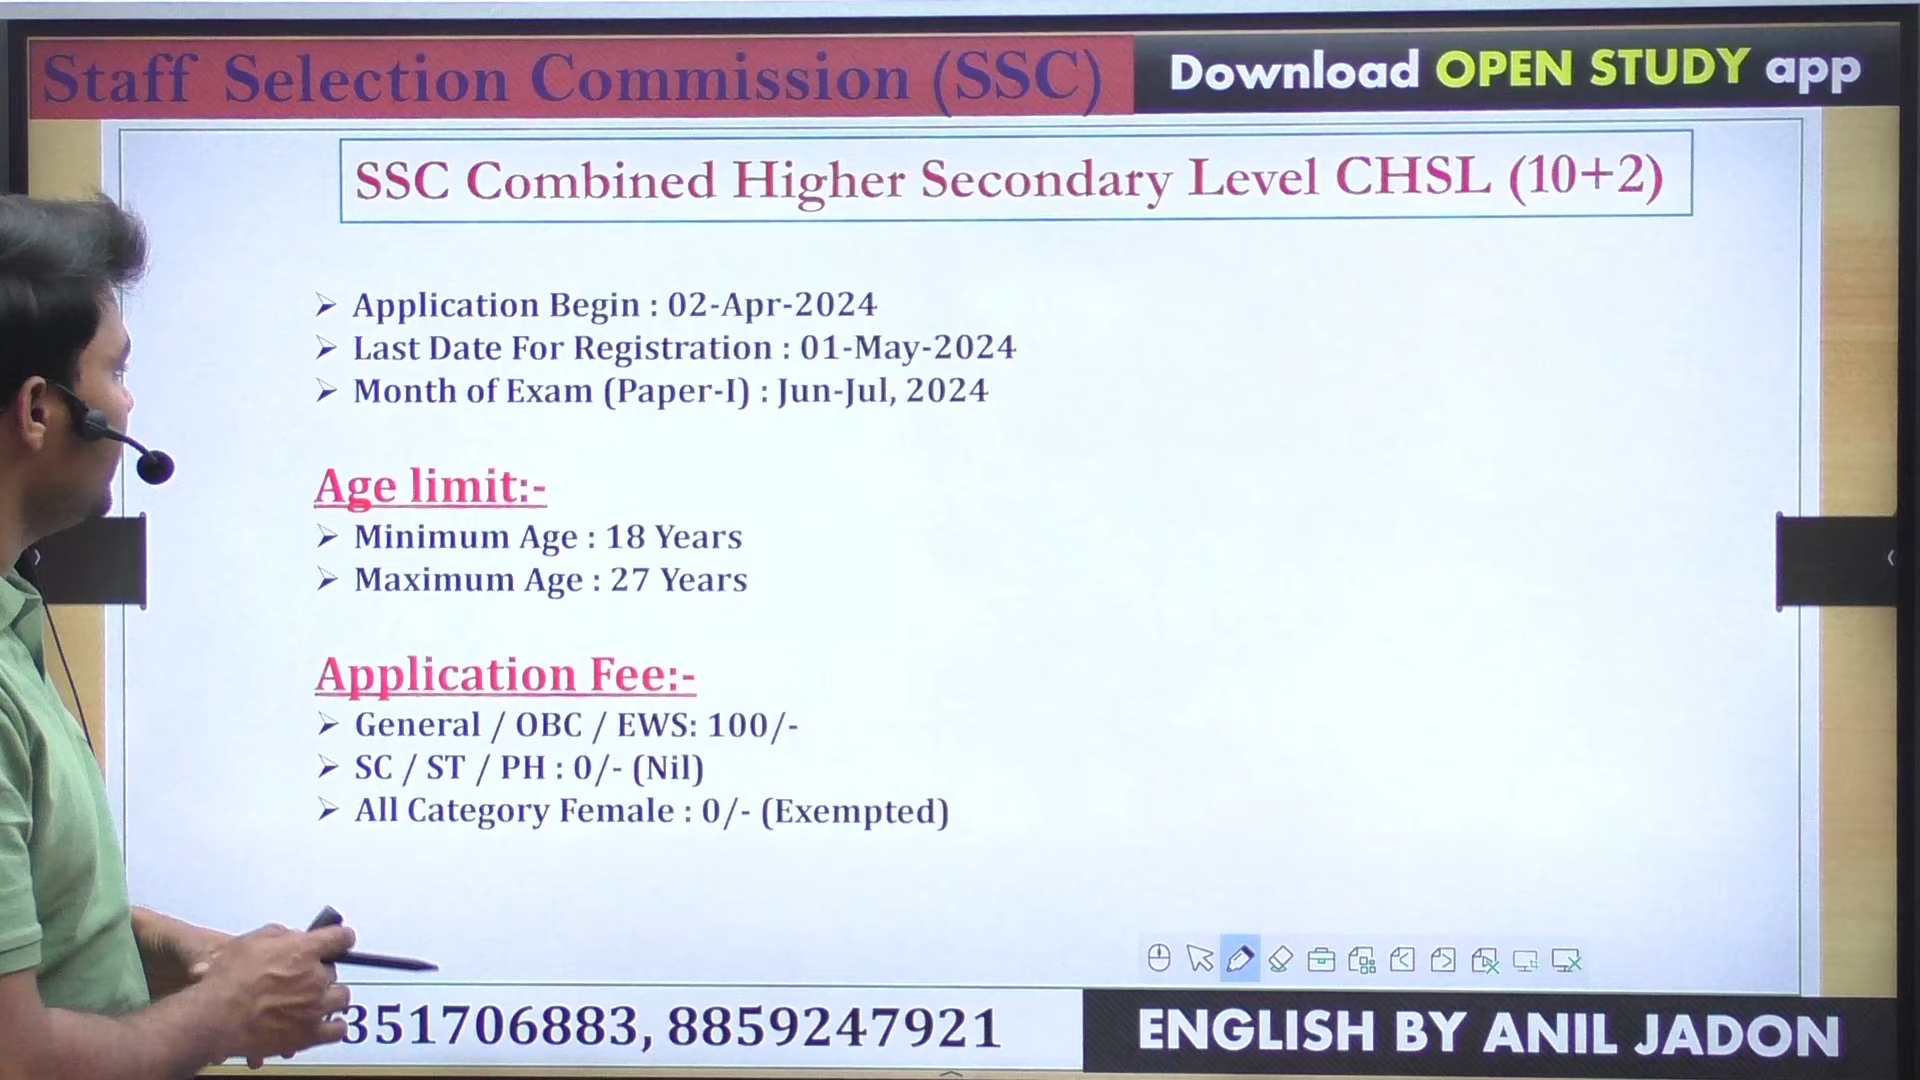 Staff Selection Commission (SSC)
Download OPEN STUDY app
SSC Combined Higher Secondary Level CHSL (10+2)
➢ Application Begin : 02-Apr-2024
➢ Last Date For Registration : 01-May-2024
➢ Month of Exam (Paper-I) : Jun-Jul, 2024
Age limit:-
➢ Minimum Age : 18 Years
➢ Maximum Age : 27 Years
Application Fee:-
➢ General / OBC / EWS: 100/-
➢ SC / ST / PH : 0/- (Nil)
➢ All Category Female : 0/- (Exempted)
351706883, 8859247921
ENGLISH BY ANIL JADON